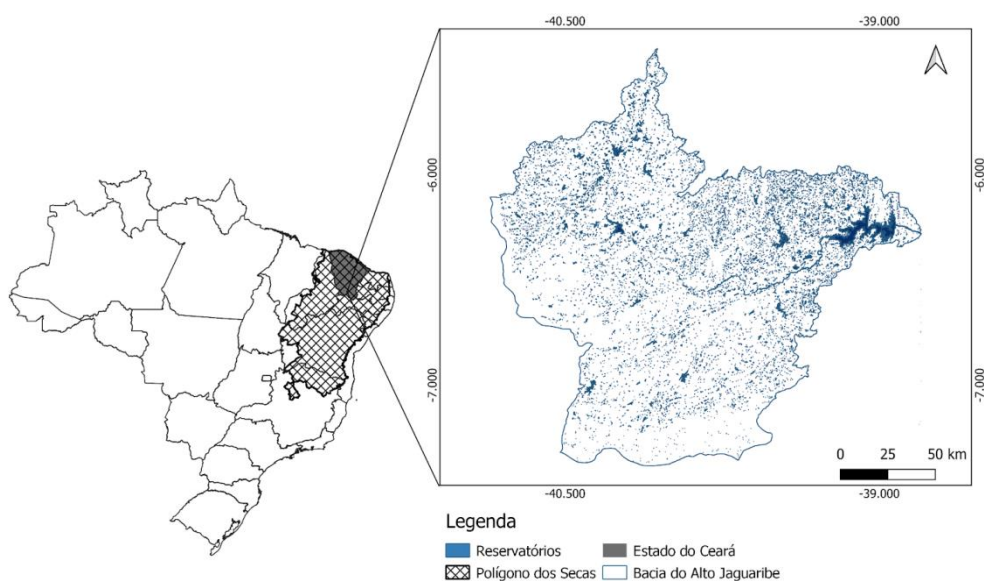 -40.500 -39.000
-6.000 -6.000
-7.000 -7.000
0 25 50 km
-40.500 -39.000
Legenda
Reservatórios Estado do Ceará
Polígono das Secas Bacia do Alto Jaguaribe